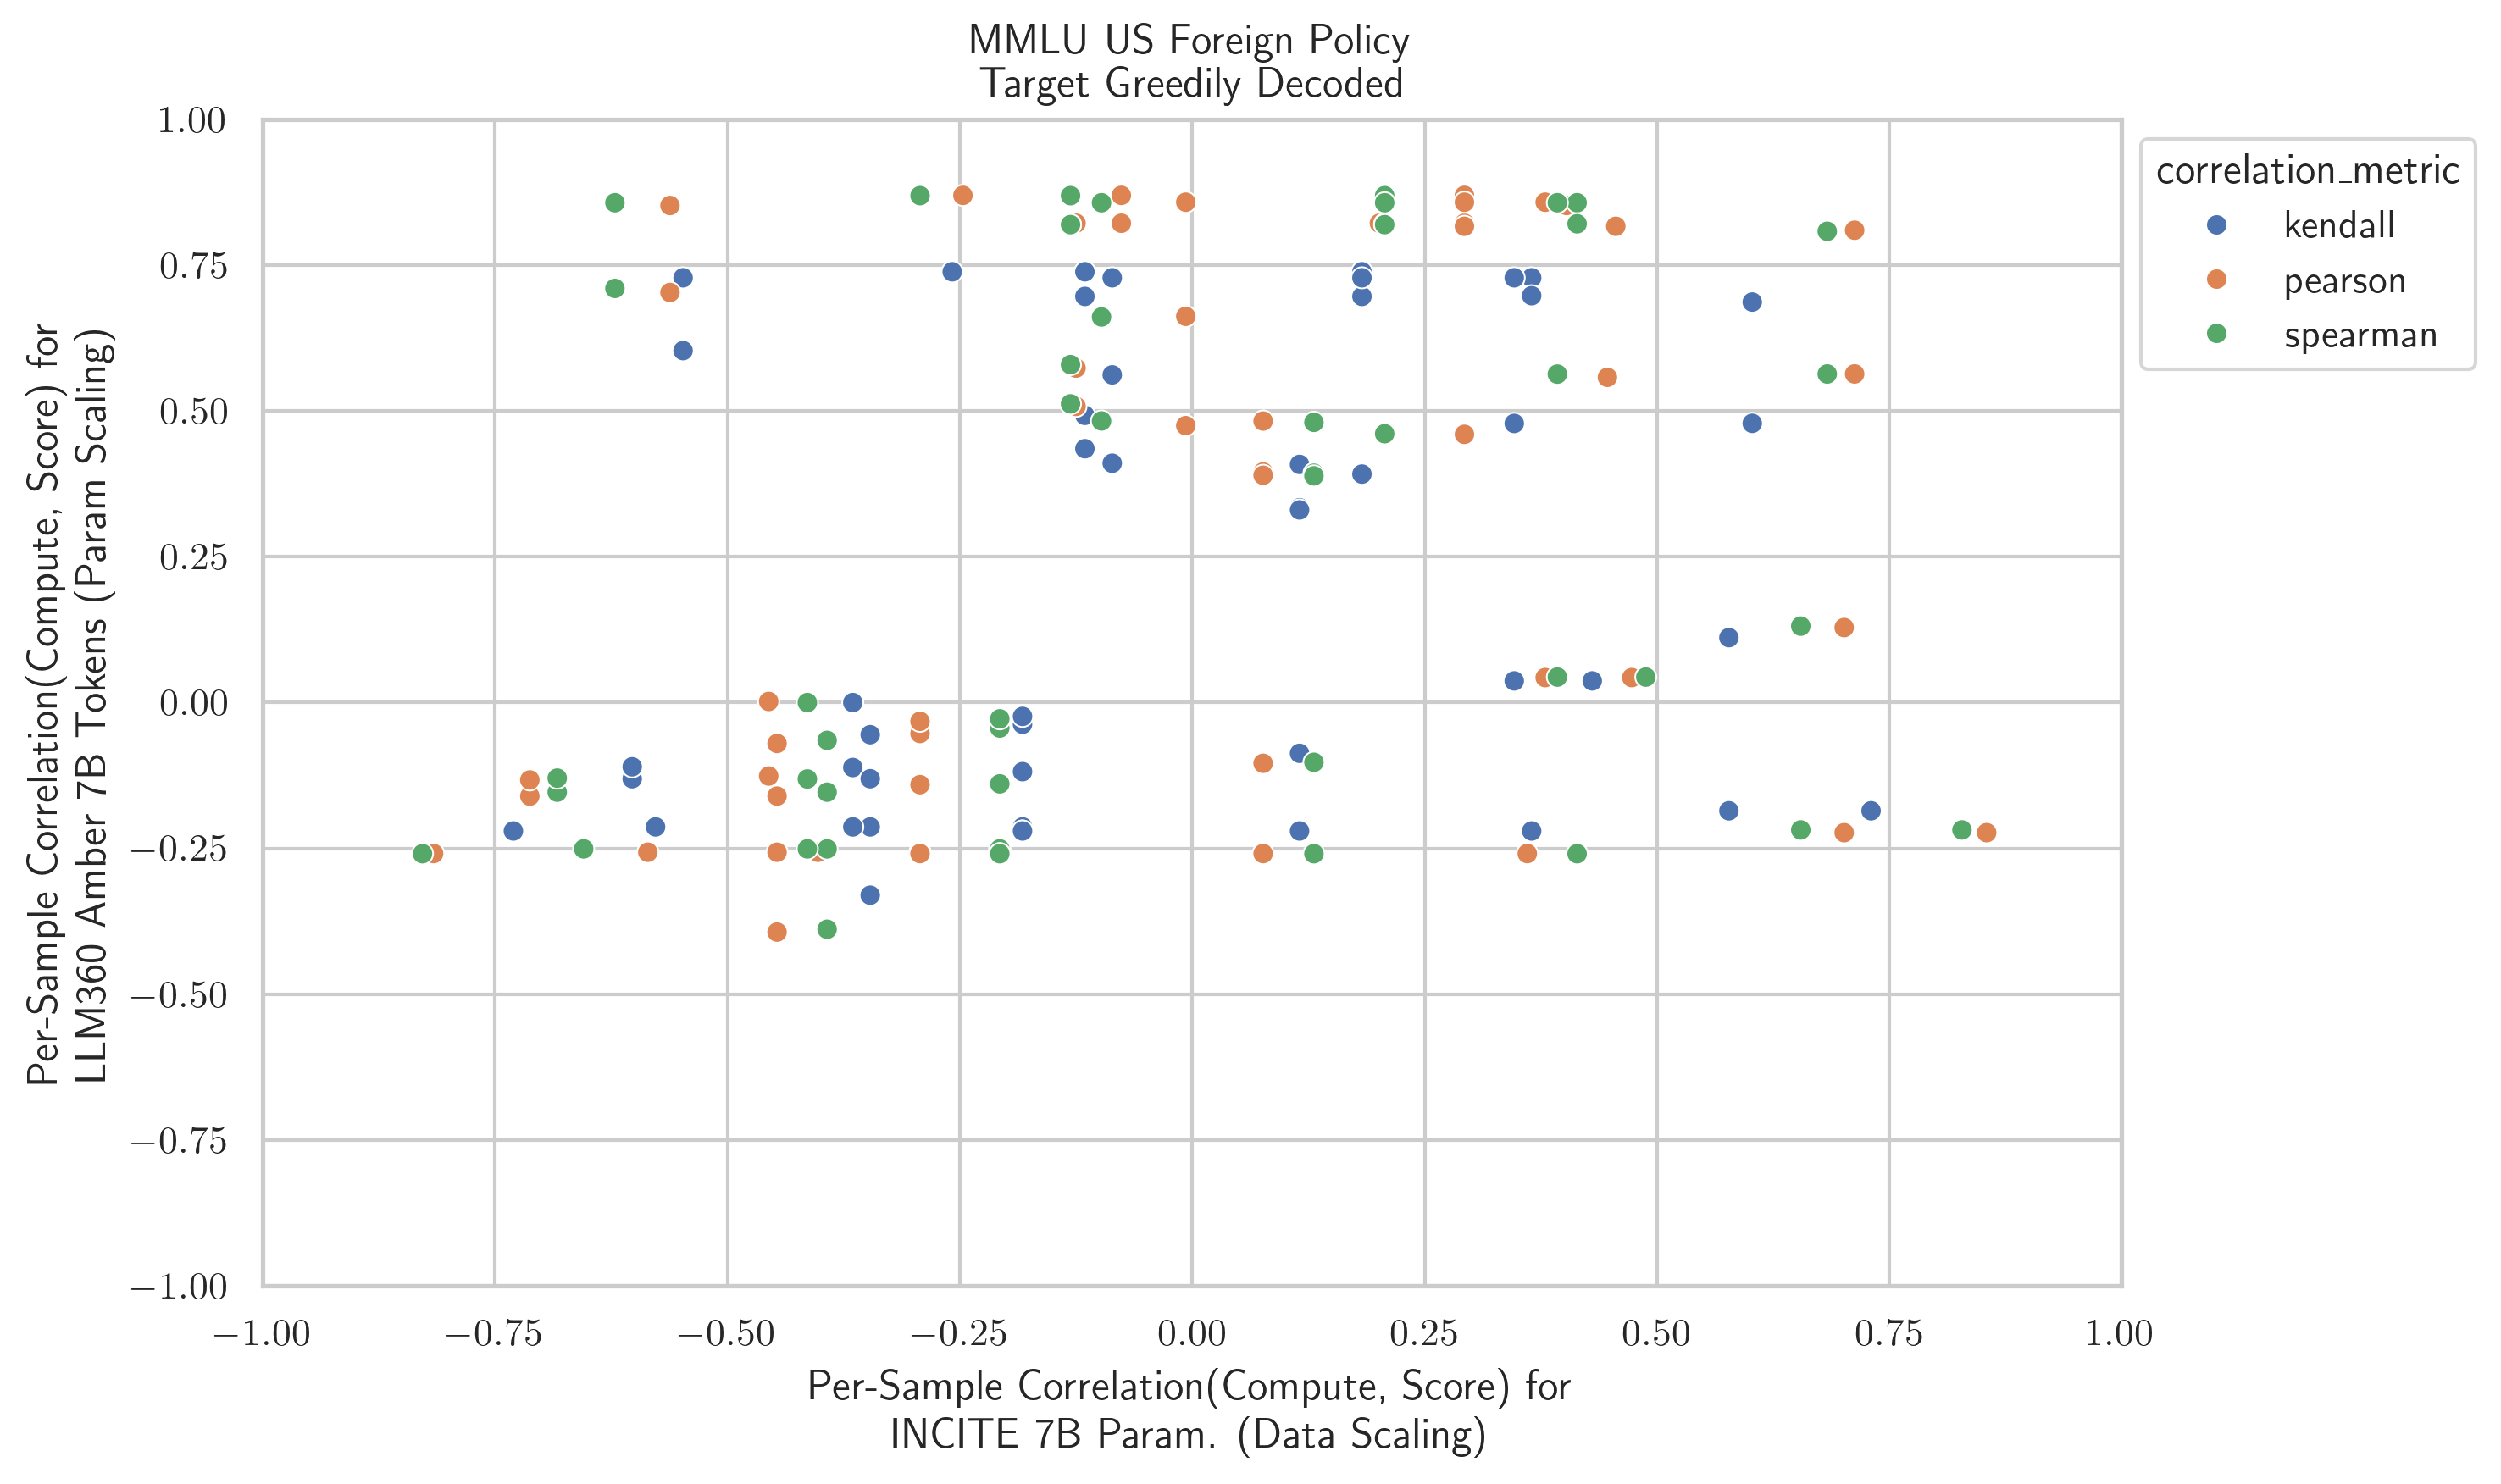 MMLU US Foreign Policy
Target Greedily Decoded
1.00
0.75
0.50
0.25
0.00
−0.25
−0.50
−0.75
−1.00
Per-Sample Correlation(Compute, Score) for
LLM360 Amber 7B Tokens (Param Scaling)
correlation_metric
kendall
pearson
spearman
−1.00
−0.75
−0.50
−0.25
0.00
0.25
0.50
0.75
1.00
Per-Sample Correlation(Compute, Score) for
INCITE 7B Param. (Data Scaling)